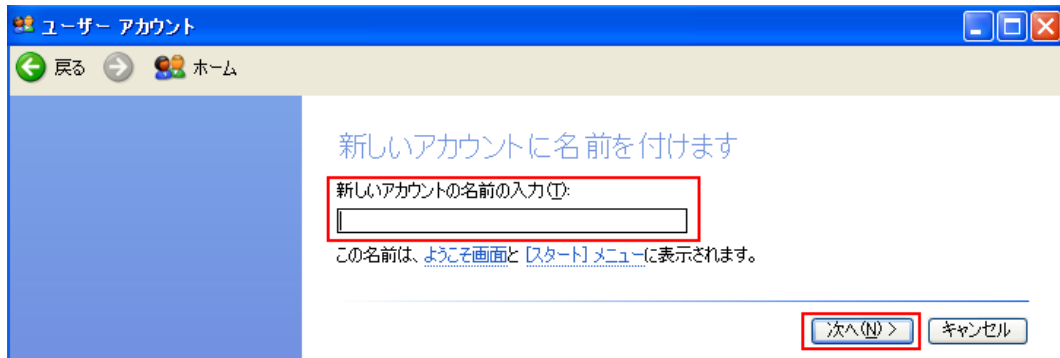 ユーザー アカウント
戻る ホーム
新しいアカウントに名前を付けます
新しいアカウントの名前の入力(T):
この名前は、ようこそ画面と [スタート] メニューに表示されます。
次へ(N) > キャンセル